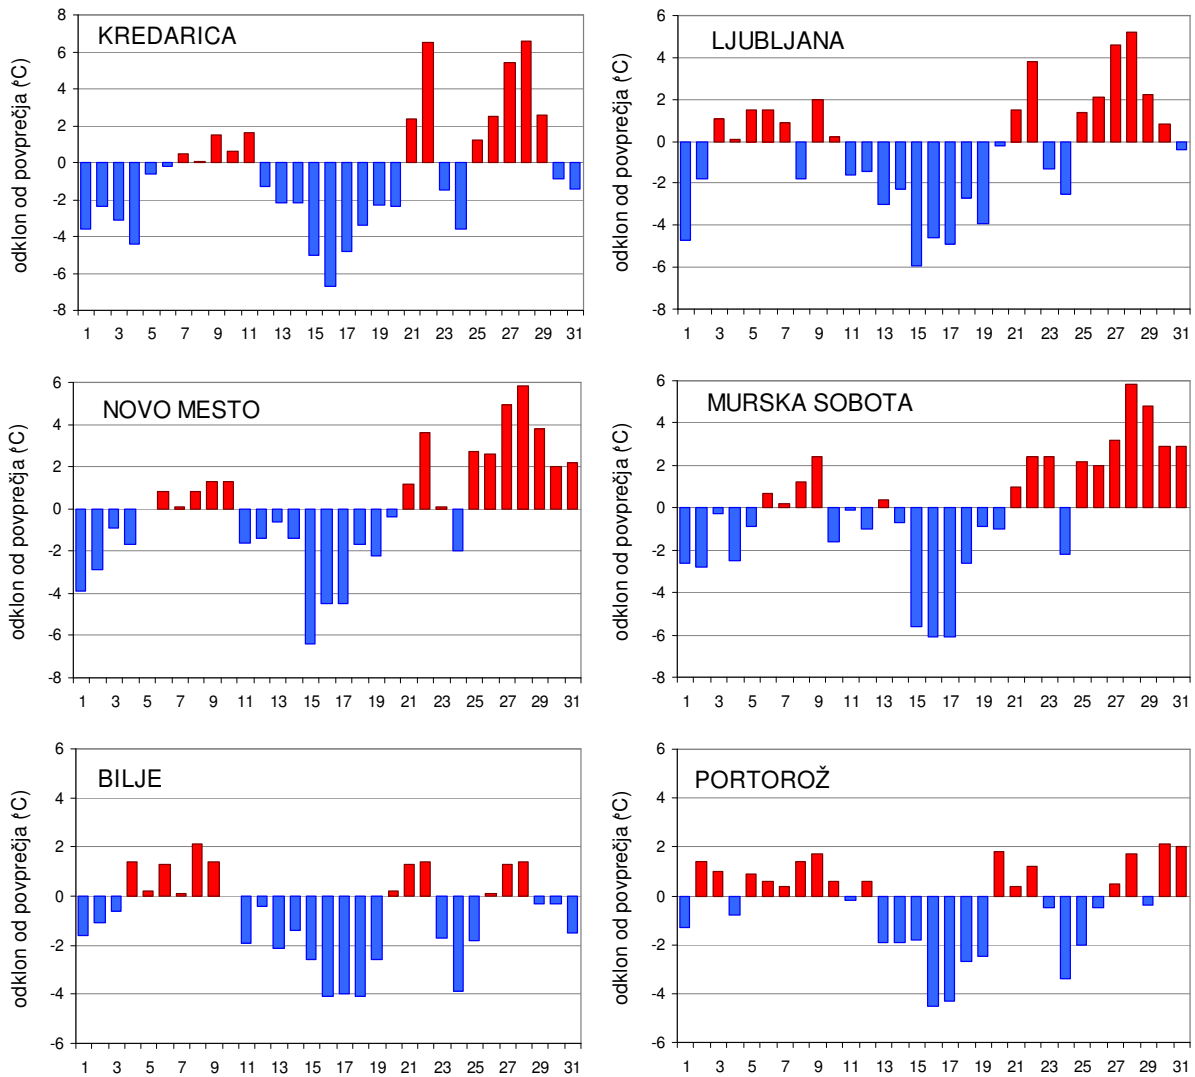 KREDARICA
odklon od povprečja (°C)
8
6
4
2
0
-2
-4
-6
-8
1 3 5 7 9 11 13 15 17 19 21 23 25 27 29 31
LJUBLJANA
odklon od povprečja (°C)
6
4
2
0
-2
-4
-6
-8
1 3 5 7 9 11 13 15 17 19 21 23 25 27 29 31
NOVO MESTO
odklon od povprečja (°C)
6
4
2
0
-2
-4
-6
-8
1 3 5 7 9 11 13 15 17 19 21 23 25 27 29 31
MURSKA SOBOTA
odklon od povprečja (°C)
6
4
2
0
-2
-4
-6
-8
1 3 5 7 9 11 13 15 17 19 21 23 25 27 29 31
BILJE
odklon od povprečja (°C)
6
4
2
0
-2
-4
-6
1 3 5 7 9 11 13 15 17 19 21 23 25 27 29 31
PORTOROŽ
odklon od povprečja (°C)
6
4
2
0
-2
-4
-6
1 3 5 7 9 11 13 15 17 19 21 23 25 27 29 31